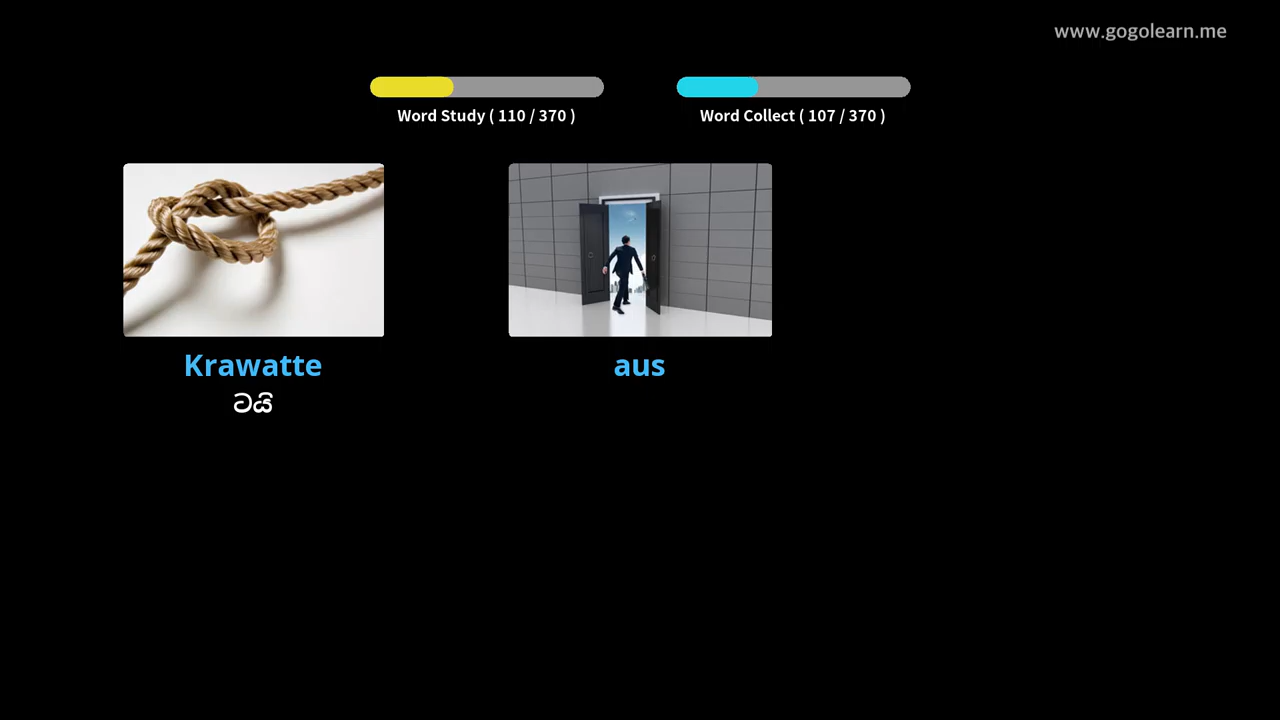 www.gogolearn.me
Word Study ( 110 / 370 )
Word Collect ( 107 / 370 )
Krawatte
ටයි
aus